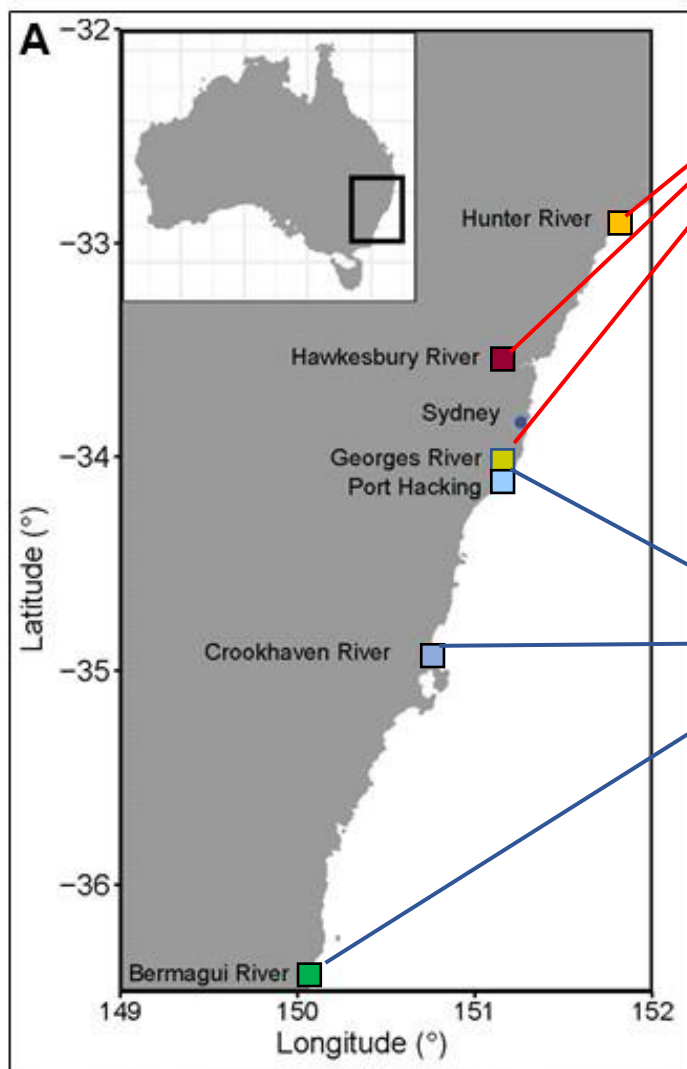 A
−32
Hunter River
−33
Hawkesbury River
Sydney
−34
Georges River
Port Hacking
Latitude (°)
Crookhaven River
−35
−36
Bermagui River
149
150
151
152
Longitude (°)